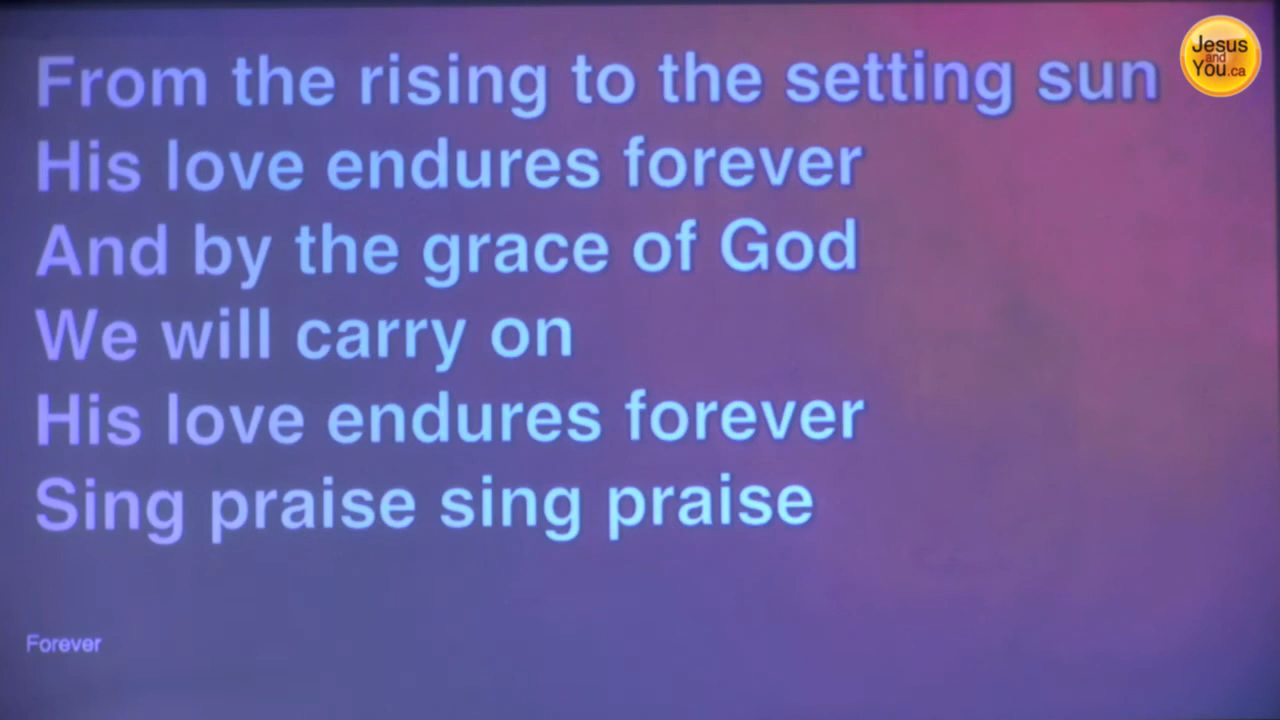 From the rising to the setting sun
His love endures forever
And by the grace of God
We will carry on
His love endures forever
Sing praise sing praise
Forever
Jesus
and
You.ca